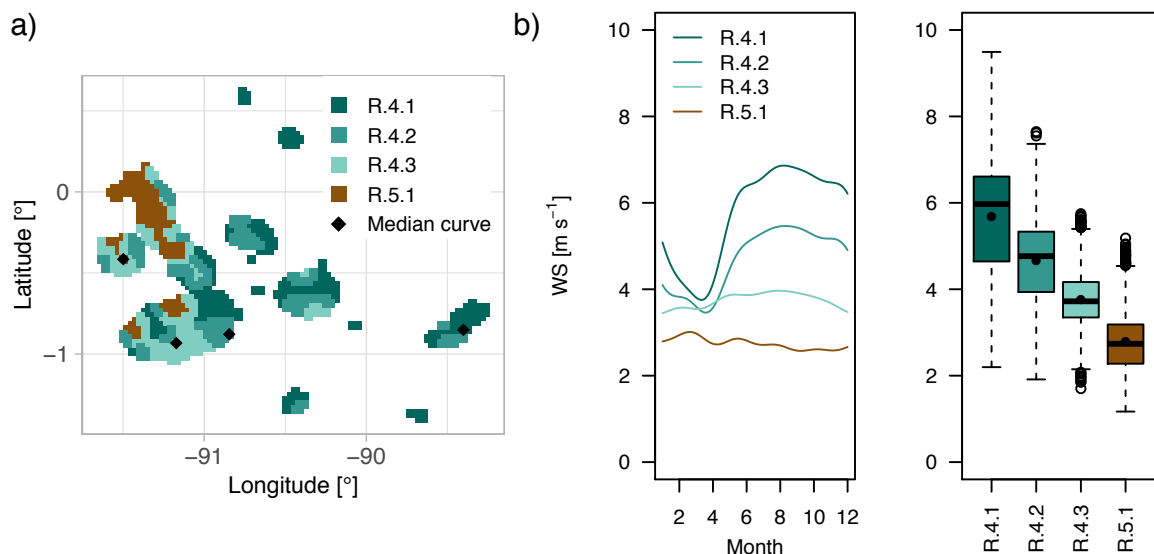 a)
R.4.1
R.4.2
R.4.3
R.5.1
Median curve
Latitude [°]
0
−1
−91
−90
Longitude [°]
b)
WS [m s⁻¹]
10
8
6
4
2
0
R.4.1
R.4.2
R.4.3
R.5.1
2
4
6
8
10
12
Month
10
8
6
4
2
0
R.4.1
R.4.2
R.4.3
R.5.1